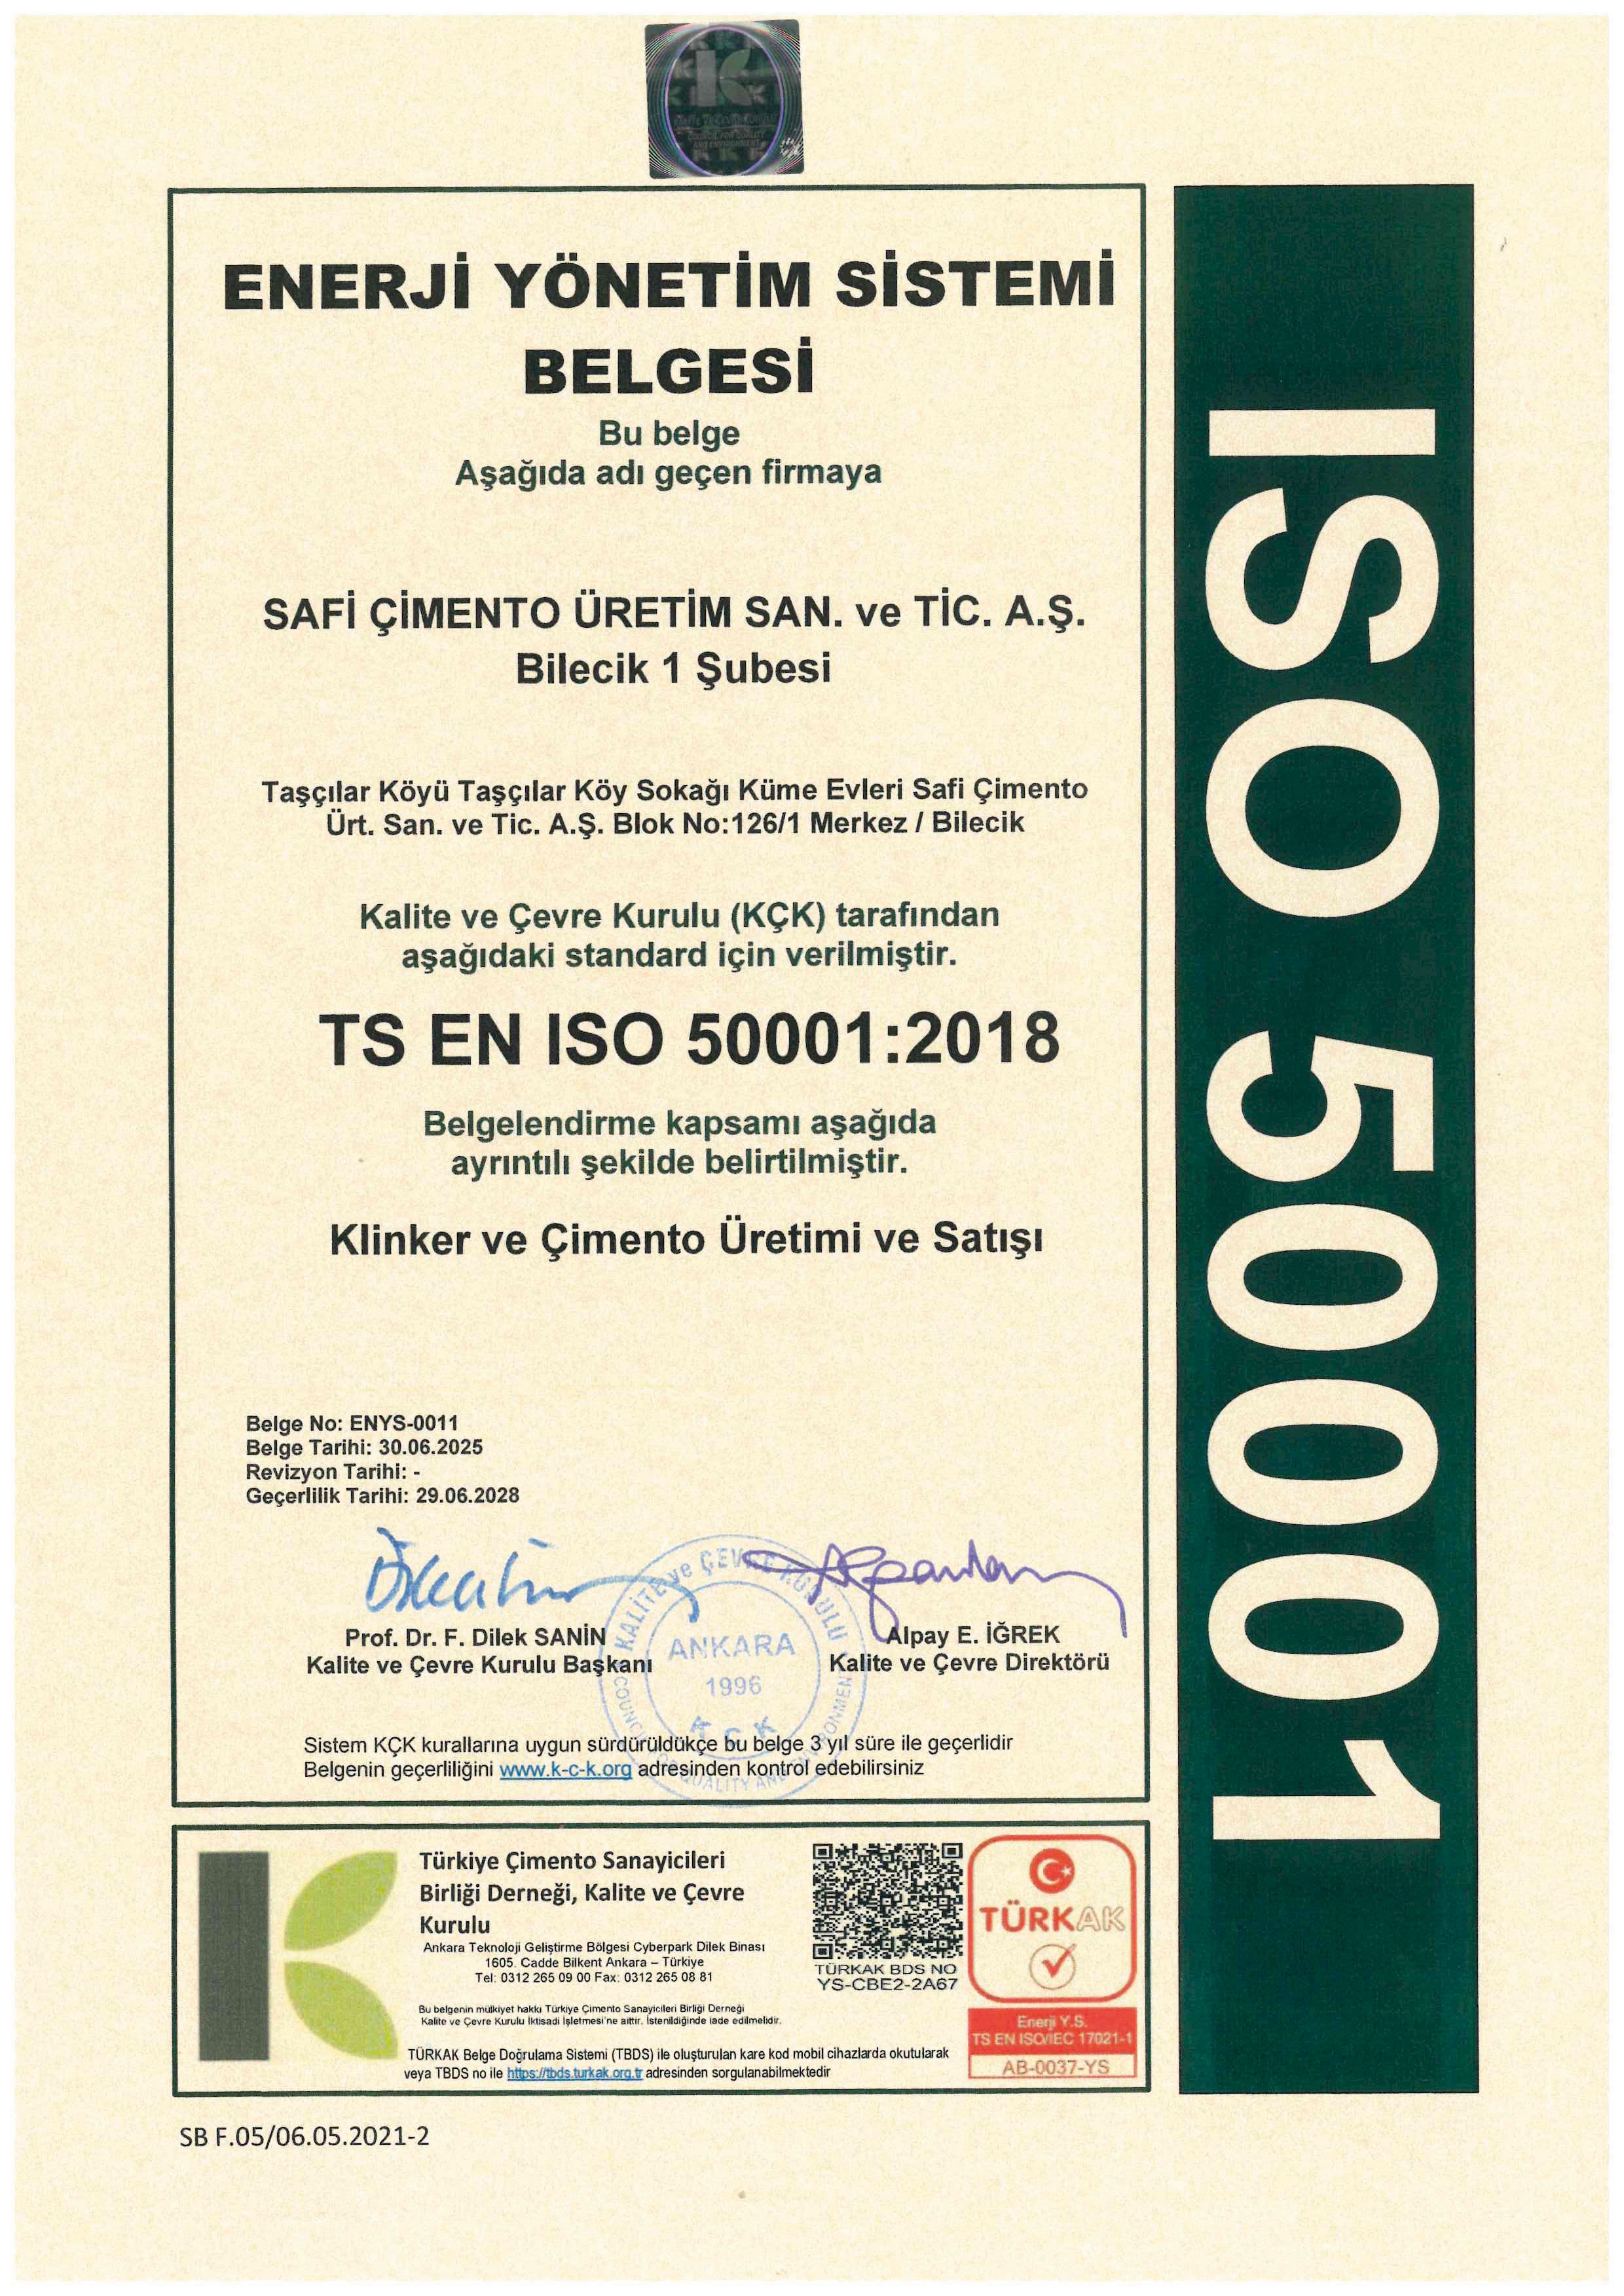 ENERJİ YÖNETİM SİSTEMİ
BELGESİ
Bu belge
Aşağıda adı geçen firmaya
SAFİ ÇİMENTO ÜRETİM SAN. ve TİC. A.Ş.
Bilecik 1 Şubesi
Taşçılar Köyü Taşçılar Köy Sokağı Küme Evleri Safi Çimento
Ürt. San. ve Tic. A.Ş. Blok No:126/1 Merkez / Bilecik
Kalite ve Çevre Kurulu (KÇK) tarafından
aşağıdaki standard için verilmiştir.
TS EN ISO 50001:2018
Belgelendirme kapsamı aşağıda
ayrıntılı şekilde belirtilmiştir.
Klinker ve Çimento Üretimi ve Satışı
Belge No: ENYS-0011
Belge Tarihi: 30.06.2025
Revizyon Tarihi: -
Geçerlilik Tarihi: 29.06.2028
KALİTE ve ÇEVRE KURULU
ANKARA
1996
K Ç K
Prof. Dr. F. Dilek SANİN
Kalite ve Çevre Kurulu Başkanı
Alpay E. İĞREK
Kalite ve Çevre Direktörü
Sistem KÇK kurallarına uygun sürdürüldükçe bu belge 3 yıl süre ile geçerlidir
Belgenin geçerliliğini www.k-c-k.org adresinden kontrol edebilirsiniz
ISO 50001
Türkiye Çimento Sanayicileri
Birliği Derneği, Kalite ve Çevre
Kurulu
Ankara Teknoloji Geliştirme Bölgesi Cyberpark Dilek Binası
1605. Cadde Bilkent Ankara – Türkiye
Tel: 0312 265 09 00 Fax: 0312 265 08 81
Bu belgenin mülkiyet hakkı Türkiye Çimento Sanayicileri Birliği Derneği
Kalite ve Çevre Kurulu İktisadi İşletmesi'ne aittir. İstenildiğinde iade edilmelidir.
TÜRKAK Belge Doğrulama Sistemi (TBDS) ile oluşturulan kare kod mobil cihazlarda okutularak
veya TBDS no ile https://tbds.turkak.org.tr adresinden sorgulanabilmektedir
TÜRKAK BDS NO
YS-CBE2-2A67
TÜRKAK
Enerji Y.S.
TS EN ISO/IEC 17021-1
AB-0037-YS
SB F.05/06.05.2021-2